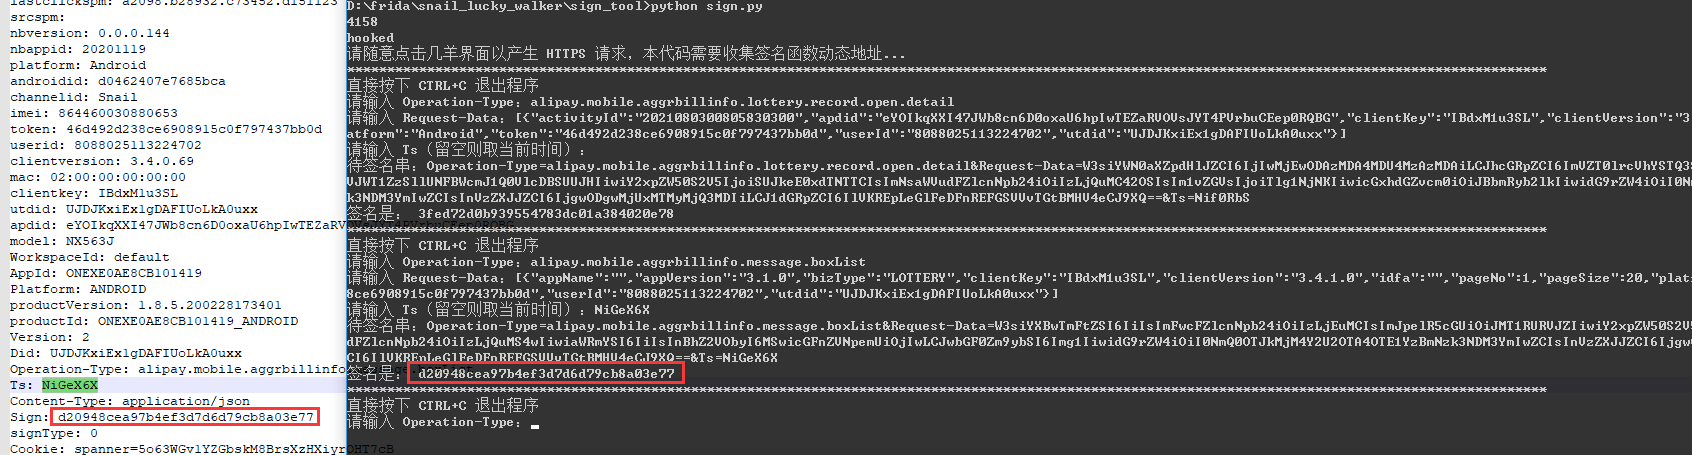 lastclickspm: a2098.b28932.c73452.d151123
srcspm:
nbversion: 0.0.0.144
nbappid: 20201119
platform: Android
androidid: d0462407e7685bca
channelid: Snail
imei: 864460030880653
token: 46d492d238ce6908915c0f797437bb0d
userid: 8088025113224702
clientversion: 3.4.0.69
mac: 02:00:00:00:00:00
clientkey: IBdxM1u3SL
utdid: UJDJKxiEx1gDAFIUoLkA0uxx
apdid: eYOIkqXXI47JWb8cn6D0oxaU6hpIwTEZaRV
model: NX563J
WorkspaceId: default
AppId: ONEXE0AE8CB101419
Platform: ANDROID
productVersion: 1.8.5.200228173401
productId: ONEXE0AE8CB101419_ANDROID
Version: 2
Did: UJDJKxiEx1gDAFIUoLkA0uxx
Operation-Type: alipay.mobile.aggrbillinfo
Ts: NiGeX6X
Content-Type: application/json
Sign: d20948cea97b4ef3d7d6d79cb8a03e77
signType: 0
Cookie: spanner=5o63WGv1YZGbskM8BrsXzHXiyr
D:\frida\snail_lucky_walker\sign_tool>python sign.py
4158
hooked
请随意点击几羊界面以产生 HTTPS 请求，本代码需要收集签名函数动态地址...
直接按下 CTRL+C 退出程序
请输入 Operation-Type：alipay.mobile.aggrbillinfo.lottery.record.open.detail
请输入 Request-Data：[{"activityId":"2021080300805830300","apdid":"eYOIkqXXI47JWb8cn6D0oxaU6hpIwTEZaRVOVsJYT4PVrbuCEep0RQBG","clientKey":"IBdxM1u3SL","clientVersion":"3
atform":"Android","token":"46d492d238ce6908915c0f797437bb0d","userId":"8088025113224702","utdid":"UJDJKxiEx1gDAFIUoLkA0uxx"}]
请输入 Ts（留空则取当前时间）：
待签名串：Operation-Type=alipay.mobile.aggrbillinfo.lottery.record.open.detail&Request-Data=
&Ts=Nif0RbS
签名是： 3fed72d0b939554783dc01a384020e78
直接按下 CTRL+C 退出程序
请输入 Operation-Type：alipay.mobile.aggrbillinfo.message.boxList
请输入 Request-Data：[{"appName":"","appVersion":"3.1.0","bizType":"LOTTERY","clientKey":"IBdxM1u3SL","clientVersion":"3.4.1.0","idfa":"","pageNo":1,"pageSize":20,"plat
8ce6908915c0f797437bb0d","userId":"8088025113224702","utdid":"UJDJKxiEx1gDAFIUoLkA0uxx"}]
请输入 Ts（留空则取当前时间）：NiGeX6X
待签名串：Operation-Type=alipay.mobile.aggrbillinfo.message.boxList&Request-Data=
&Ts=NiGeX6X
签名是： d20948cea97b4ef3d7d6d79cb8a03e77
直接按下 CTRL+C 退出程序
请输入 Operation-Type：